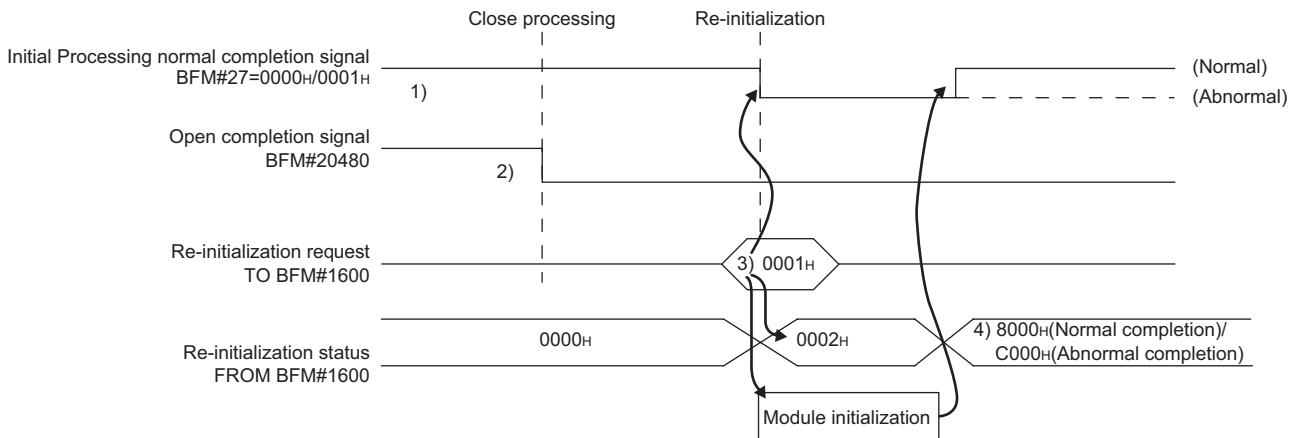 Close processing
Re-initialization
Initial Processing normal completion signal
BFM#27=0000H/0001H
(Normal)
1)
(Abnormal)
Open completion signal
BFM#20480
2)
Re-initialization request
TO BFM#1600
3) 0001H
Re-initialization status
FROM BFM#1600
0000H
0002H
4) 8000H(Normal completion)/
C000H(Abnormal completion)
Module initialization